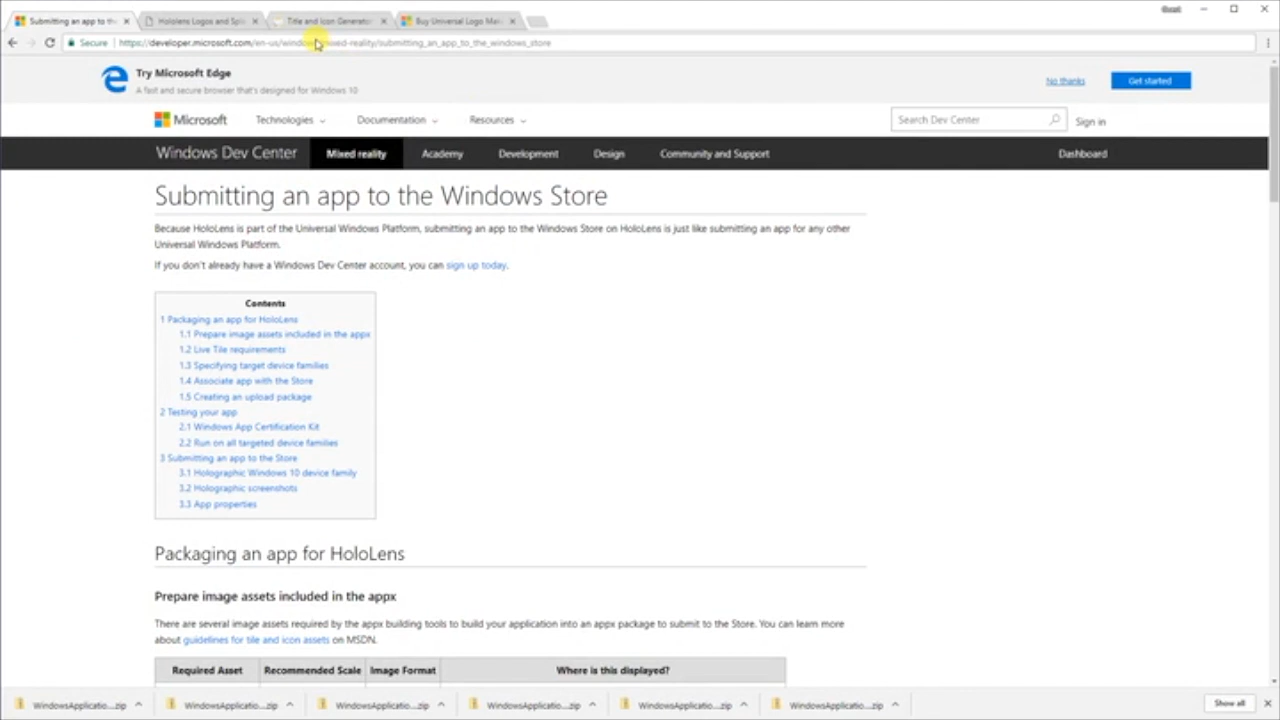 Submitting an app to th
Hololens Logos and Spl
Title and Icon Generator
Buy Universal Logo Mak
Guest
Secure
https://developer.microsoft.com/en-us/windows/mixed-reality/submitting_an_app_to_the_windows_store
Try Microsoft Edge
A fast and secure browser that's designed for Windows 10
No thanks
Get started
Microsoft
Technologies
Documentation
Resources
Search Dev Center
Sign in
Windows Dev Center
Mixed reality
Academy
Development
Design
Community and Support
Dashboard
Submitting an app to the Windows Store
Because HoloLens is part of the Universal Windows Platform, submitting an app to the Windows Store on HoloLens is just like submitting an app for any other
Universal Windows Platform.
If you don't already have a Windows Dev Center account, you can sign up today.
Contents
1 Packaging an app for HoloLens
1.1 Prepare image assets included in the appx
1.2 Live Tile requirements
1.3 Specifying target device families
1.4 Associate app with the Store
1.5 Creating an upload package
2 Testing your app
2.1 Windows App Certification Kit
2.2 Run on all targeted device families
3 Submitting an app to the Store
3.1 Holographic Windows 10 device family
3.2 Holographic screenshots
3.3 App properties
Packaging an app for HoloLens
Prepare image assets included in the appx
There are several image assets required by the appx building tools to build your application into an appx package to submit to the Store. You can learn more
about guidelines for tile and icon assets on MSDN.
Required Asset
Recommended Scale
Image Format
Where is this displayed?
WindowsApplicatio...zip
WindowsApplicatio...zip
WindowsApplicatio...zip
WindowsApplicatio...zip
WindowsApplicatio...zip
WindowsApplicatio...zip
Show all